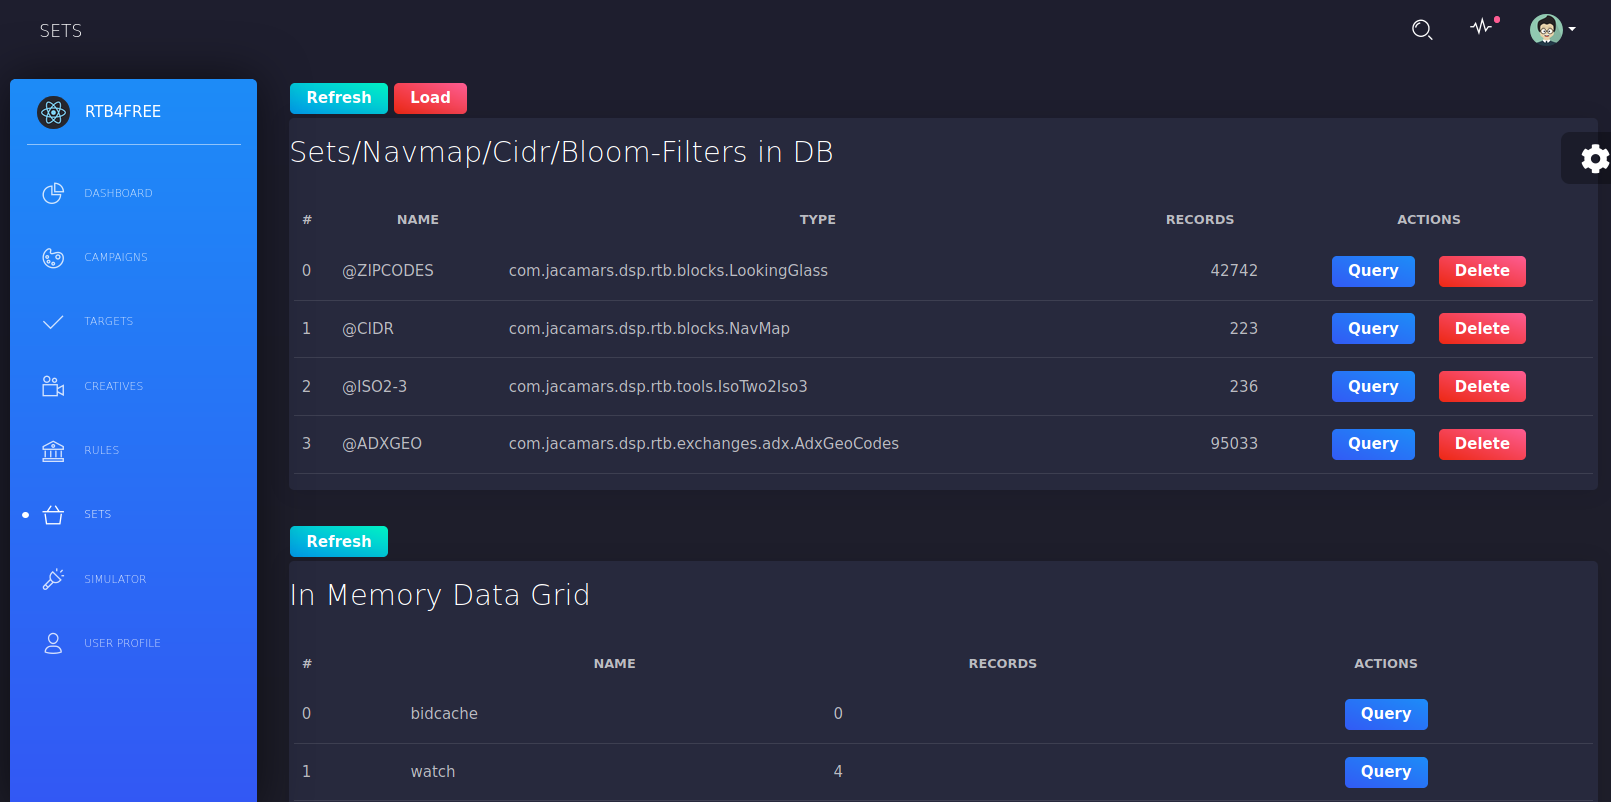 SETS
RTB4FREE
DASHBOARD
CAMPAIGNS
TARGETS
CREATIVES
RULES
SETS
SIMULATOR
USER PROFILE
Refresh Load
Sets/Navmap/Cidr/Bloom-Filters in DB
# NAME TYPE RECORDS ACTIONS
0 @ZIPCODES com.jacamars.dsp.rtb.blocks.LookingGlass 42742 Query Delete
1 @CIDR com.jacamars.dsp.rtb.blocks.NavMap 223 Query Delete
2 @ISO2-3 com.jacamars.dsp.rtb.tools.IsoTwo2Iso3 236 Query Delete
3 @ADXGEO com.jacamars.dsp.rtb.exchanges.adx.AdxGeoCodes 95033 Query Delete
Refresh
In Memory Data Grid
# NAME RECORDS ACTIONS
0 bidcache 0 Query
1 watch 4 Query